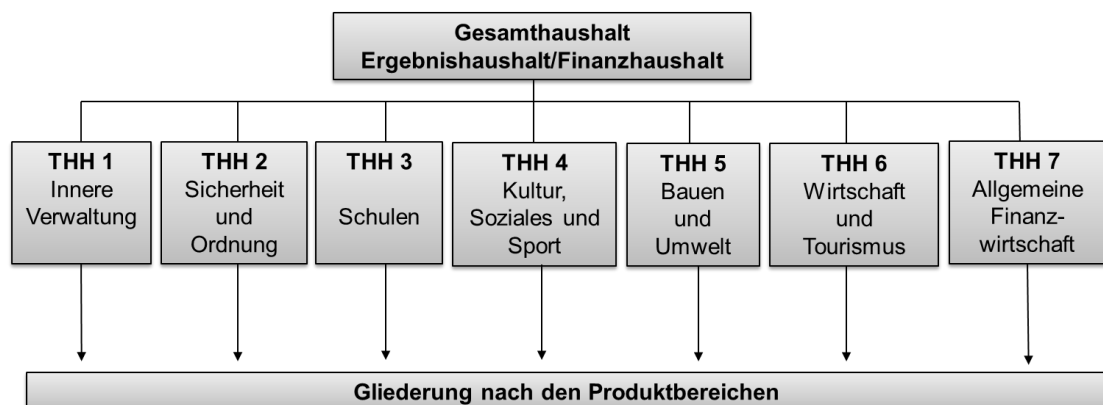 Gesamthaushalt
Ergebnishaushalt/Finanzhaushalt
THH 1
Innere
Verwaltung
THH 2
Sicherheit
und
Ordnung
THH 3
Schulen
THH 4
Kultur,
Soziales und
Sport
THH 5
Bauen
und
Umwelt
THH 6
Wirtschaft
und
Tourismus
THH 7
Allgemeine
Finanz-
wirtschaft
Gliederung nach den Produktbereichen